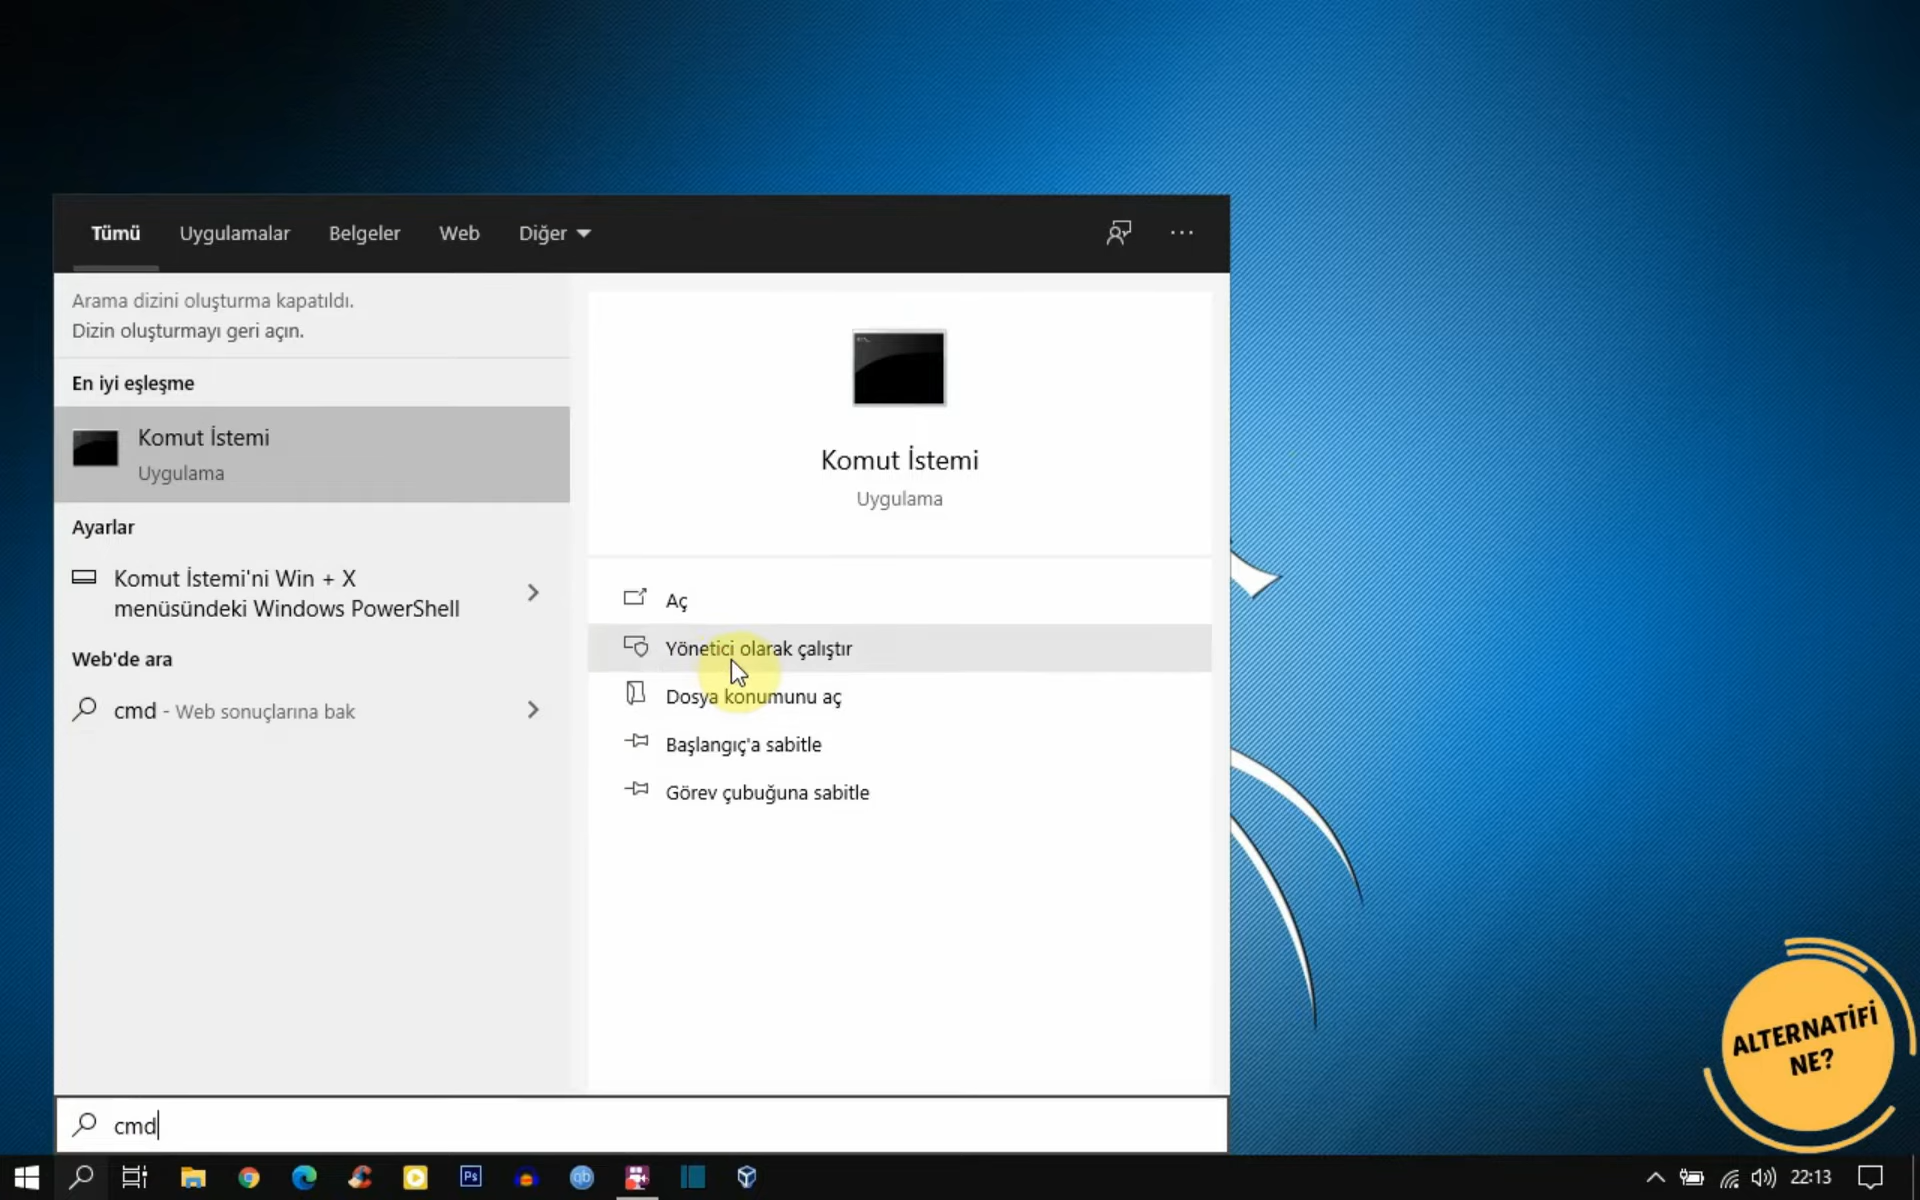 Tümü
Uygulamalar
Belgeler
Web
Diğer
Arama dizini oluşturma kapatıldı.
Dizin oluşturmayı geri açın.
En iyi eşleşme
Komut İstemi
Uygulama
Ayarlar
Komut İstemi'ni Win + X
menüsündeki Windows PowerShell
Web'de ara
cmd - Web sonuçlarına bak
Komut İstemi
Uygulama
Aç
Yönetici olarak çalıştır
Dosya konumunu aç
Başlangıç'a sabitle
Görev çubuğuna sabitle
ALTERNATİFİ
NE?
cmd
Ps
qb
22:13